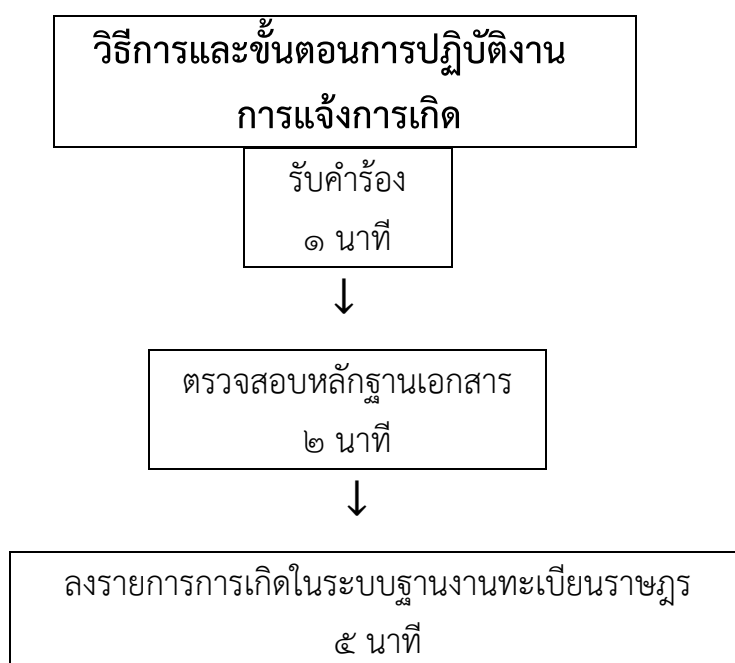 วิธีการและขั้นตอนการปฏิบัติงาน
การแจ้งการเกิด
รับคำร้อง
๑ นาที
↓
ตรวจสอบหลักฐานเอกสาร
๒ นาที
↓
ลงรายการการเกิดในระบบฐานงานทะเบียนราษฎร
๕ นาที